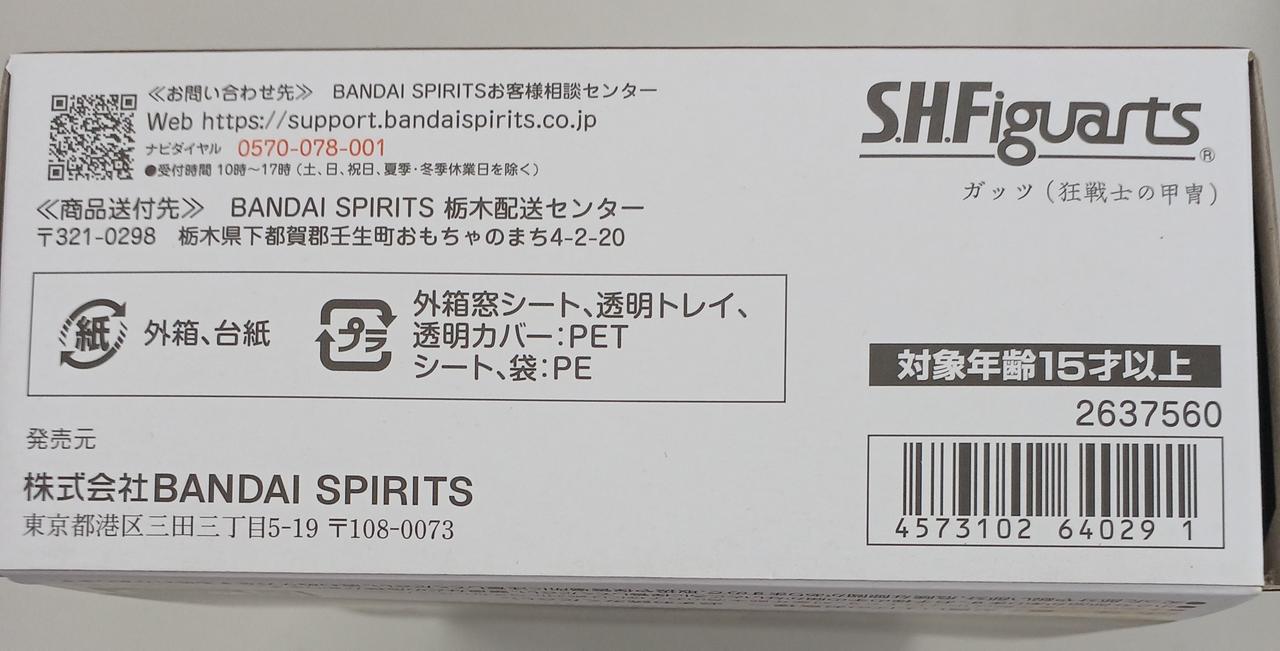 ≪お問い合わせ先≫ BANDAI SPIRITSお客様相談センター
Web https://support.bandaispirits.co.jp
ナビダイヤル 0570-078-001
●受付時間 10時～17時（土、日、祝日、夏季・冬季休業日を除く）
≪商品送付先≫ BANDAI SPIRITS 栃木配送センター
〒321-0298 栃木県下都賀郡壬生町おもちゃのまち4-2-20
紙 外箱、台紙
プラ 外箱窓シート、透明トレイ、
透明カバー：PET
シート、袋：PE
発売元
株式会社BANDAI SPIRITS
東京都港区三田三丁目5-19 〒108-0073
S.H.Figuarts®
ガッツ（狂戦士の甲冑）
対象年齢15才以上
2637560
4573102 64029 1